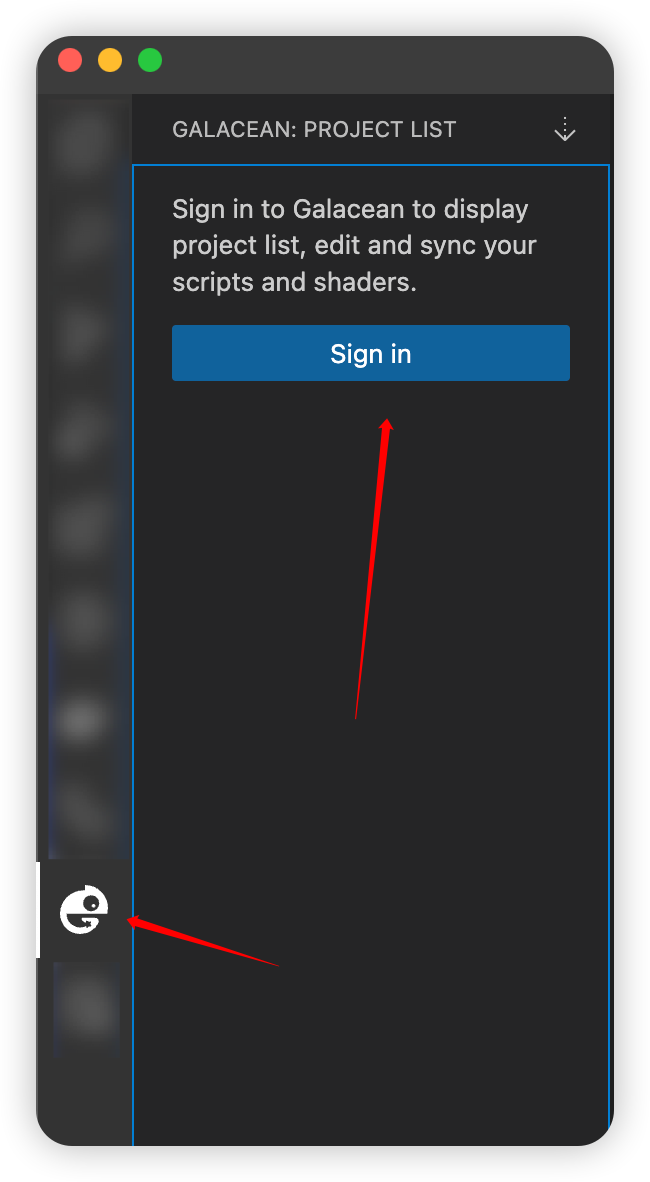 GALACEAN: PROJECT LIST
Sign in to Galacean to display
project list, edit and sync your
scripts and shaders.
Sign in